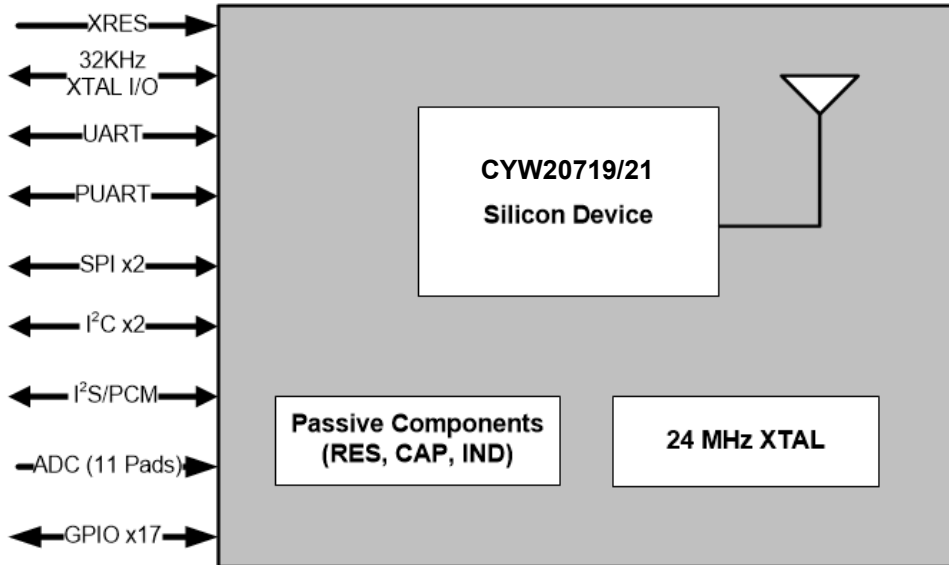 XRES
32KHz
XTAL I/O
UART
PUART
SPI x2
I²C x2
I²S/PCM
ADC (11 Pads)
GPIO x17
CYW20719/21
Silicon Device
Passive Components
(RES, CAP, IND)
24 MHz XTAL